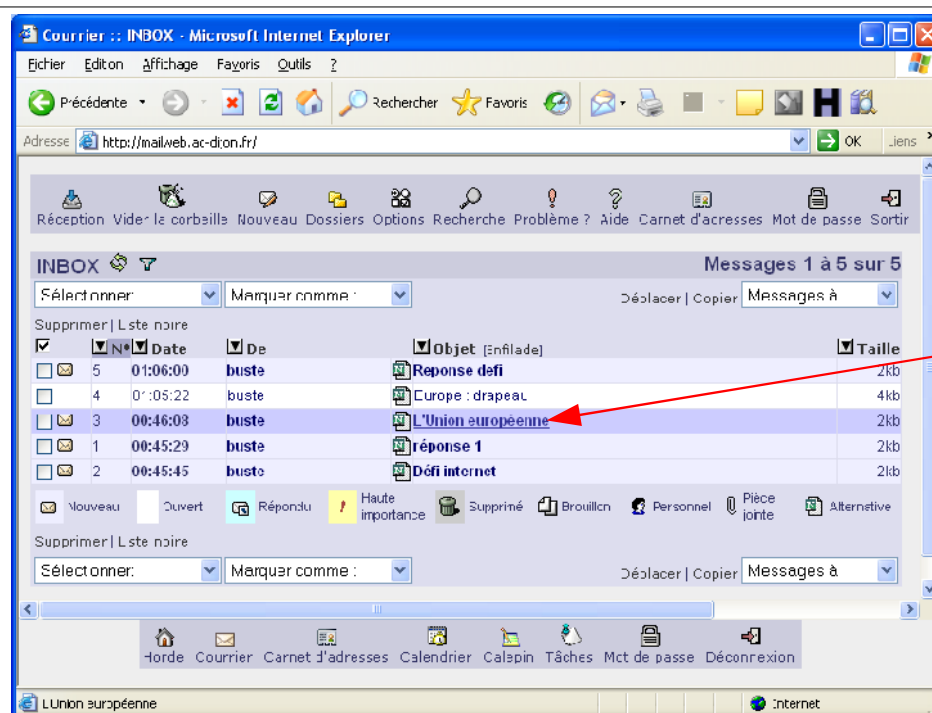 Courrier :: INBOX - Microsoft Internet Explorer
Fichier Edition Affichage Favoris Outils ?
Précédente Rechercher Favoris
Adresse http://mailweb.ac-dijon.fr/ OK Liens
Réception Vider la corbeille Nouveau Dossiers Options Recherche Problème ? Aide Carnet d'adresses Mot de passe Sortir
INBOX Messages 1 à 5 sur 5
Sélectionner: Marquer comme : Déplacer | Copier Messages à
Supprimer | Liste noire
N° Date De Objet [Enfilade] Taille
5 01:06:00 buste Reponse defi 2kb
4 01:05:22 buste Europe : drapeau 4kb
3 00:46:08 buste L'Union européenne 2kb
1 00:45:29 buste réponse 1 2kb
2 00:45:45 buste Défi internet 2kb
Nouveau Ouvert Répondu ! Haute importance Supprimé Brouillon Personnel Pièce jointe Alternative
Supprimer | Liste noire
Sélectionner: Marquer comme : Déplacer | Copier Messages à
Horde Courrier Carnet d'adresses Calendrier Calepin Tâches Mot de passe Déconnexion
L'Union européenne Internet